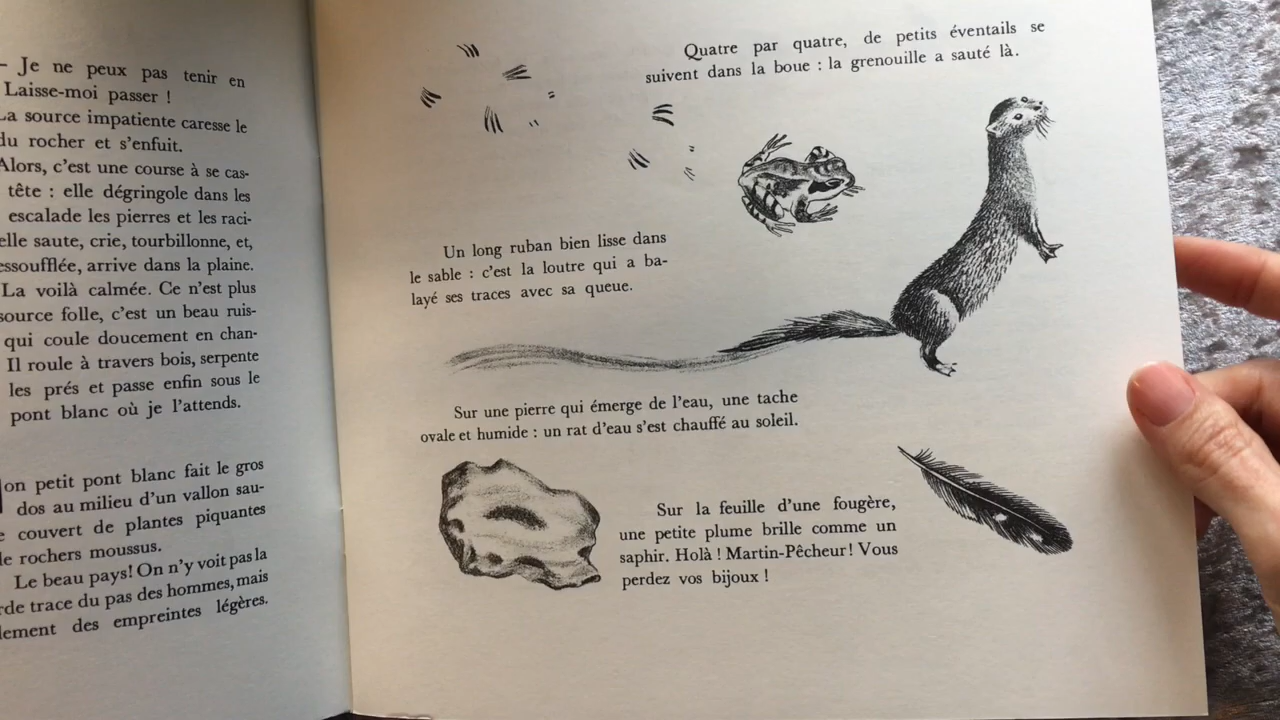 - Je ne peux pas tenir en
Laisse-moi passer !
La source impatiente caresse le
du rocher et s'enfuit.
Alors, c'est une course à se cas-
tête : elle dégringole dans les
escalade les pierres et les raci-
elle saute, crie, tourbillonne, et,
essoufflée, arrive dans la plaine.
La voilà calmée. Ce n'est plus
source folle, c'est un beau ruis-
qui coule doucement en chan-
Il roule à travers bois, serpente
les prés et passe enfin sous le
pont blanc où je l'attends.
on petit pont blanc fait le gros
dos au milieu d'un vallon sau-
couvert de plantes piquantes
de rochers moussus.
Le beau pays! On n'y voit pas la
trace du pas des hommes, mais
des empreintes légères.
Quatre par quatre, de petits éventails se
suivent dans la boue : la grenouille a sauté là.
Un long ruban bien lisse dans
le sable : c'est la loutre qui a ba-
layé ses traces avec sa queue.
Sur une pierre qui émerge de l'eau, une tache
ovale et humide : un rat d'eau s'est chauffé au soleil.
Sur la feuille d'une fougère,
une petite plume brille comme un
saphir. Holà ! Martin-Pêcheur! Vous
perdez vos bijoux !